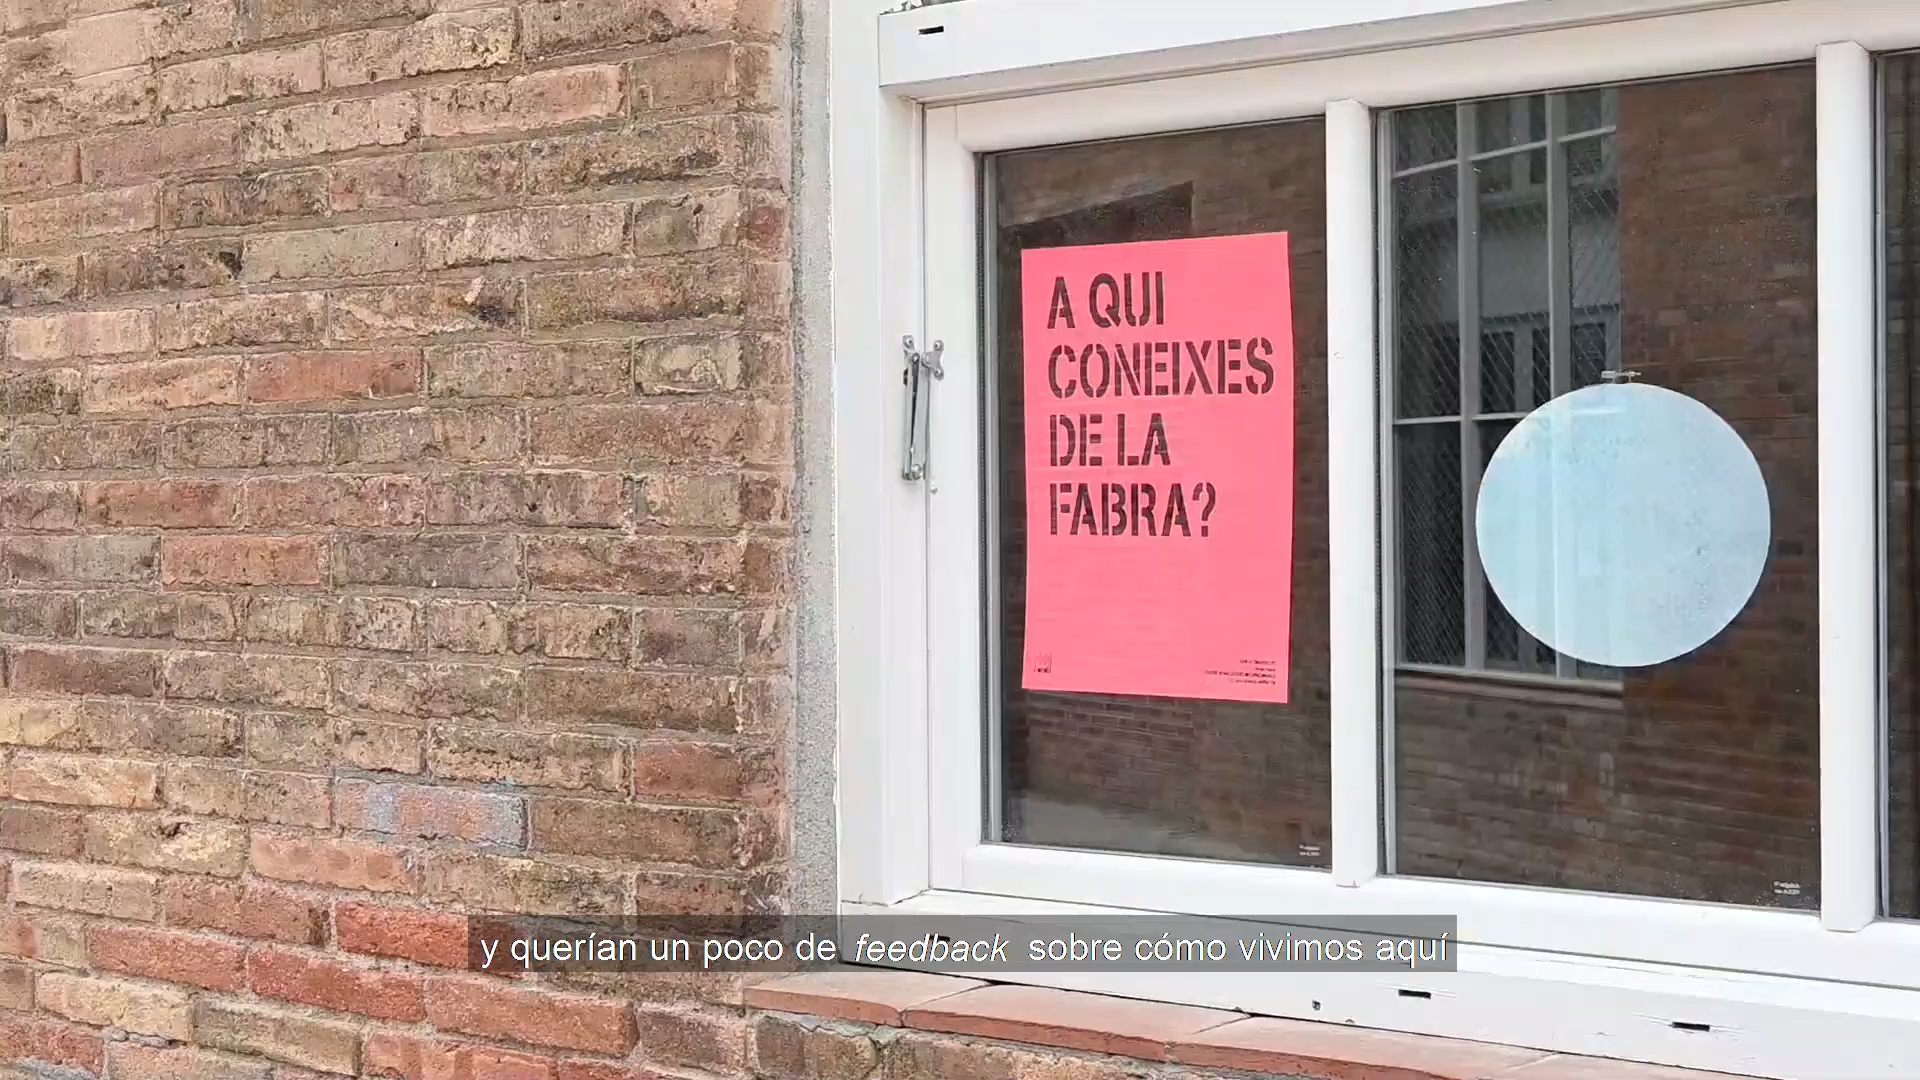 A QUI
CONEIXES
DE LA
FABRA?
y querían un poco de feedback sobre cómo vivimos aquí